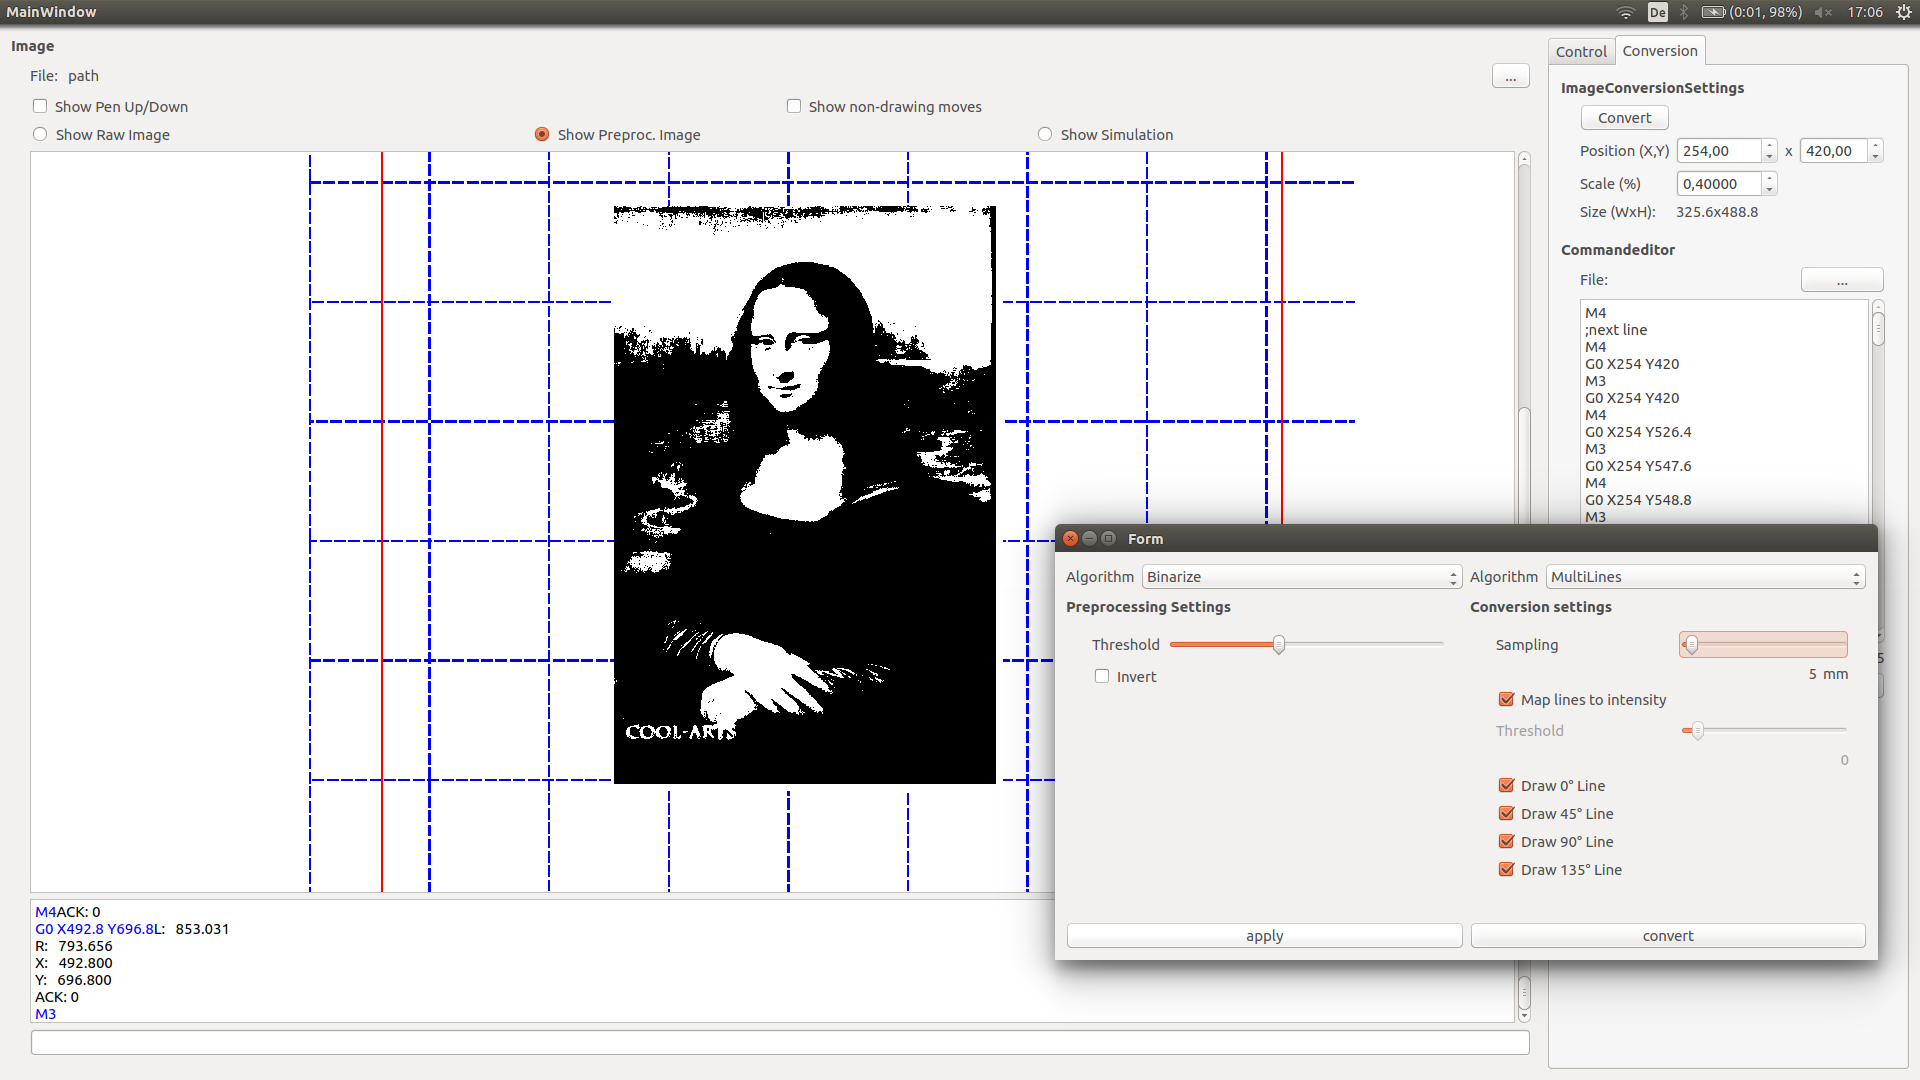 MainWindow
De (0:01, 98%) 17:06
Image
File: path
...
Show Pen Up/Down
Show non-drawing moves
Show Raw Image
Show Preproc. Image
Show Simulation
COOL-ARTS
M4ACK: 0
G0 X492.8 Y696.8L: 853.031
R: 793.656
X: 492.800
Y: 696.800
ACK: 0
M3
Control
Conversion
ImageConversionSettings
Convert
Position (X,Y) 254,00 x 420,00
Scale (%) 0,40000
Size (WxH): 325.6x488.8
Commandeditor
File: ...
M4
;next line
M4
G0 X254 Y420
M3
G0 X254 Y420
M4
G0 X254 Y526.4
M3
G0 X254 Y547.6
M4
G0 X254 Y548.8
M3
5
Form
Algorithm Binarize
Preprocessing Settings
Threshold
Invert
apply
Algorithm MultiLines
Conversion settings
Sampling
5 mm
Map lines to intensity
Threshold
0
Draw 0° Line
Draw 45° Line
Draw 90° Line
Draw 135° Line
convert